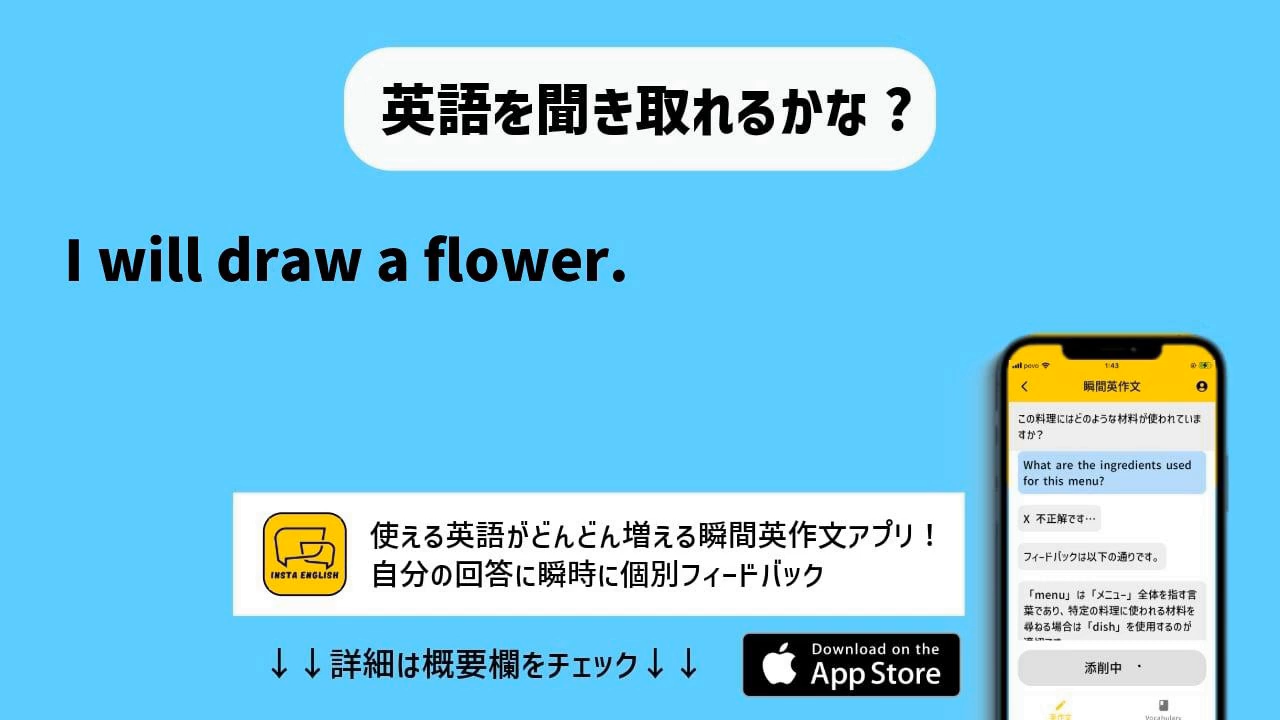 英語を聞き取れるかな？
I will draw a flower.
povo
1:43
瞬間英作文
この料理にはどのような材料が使われていま
すか？
What are the ingredients used
for this menu?
X 不正解です…
フィードバックは以下の通りです。
「menu」は「メニュー」全体を指す言
葉であり、特定の料理に使われる材料を
尋ねる場合は「dish」を使用するのが
添削中
英作文
Vocabulary
INSTA ENGLISH
使える英語がどんどん増える瞬間英作文アプリ！
自分の回答に瞬時に個別フィードバック
↓↓詳細は概要欄をチェック↓↓
Download on the
App Store